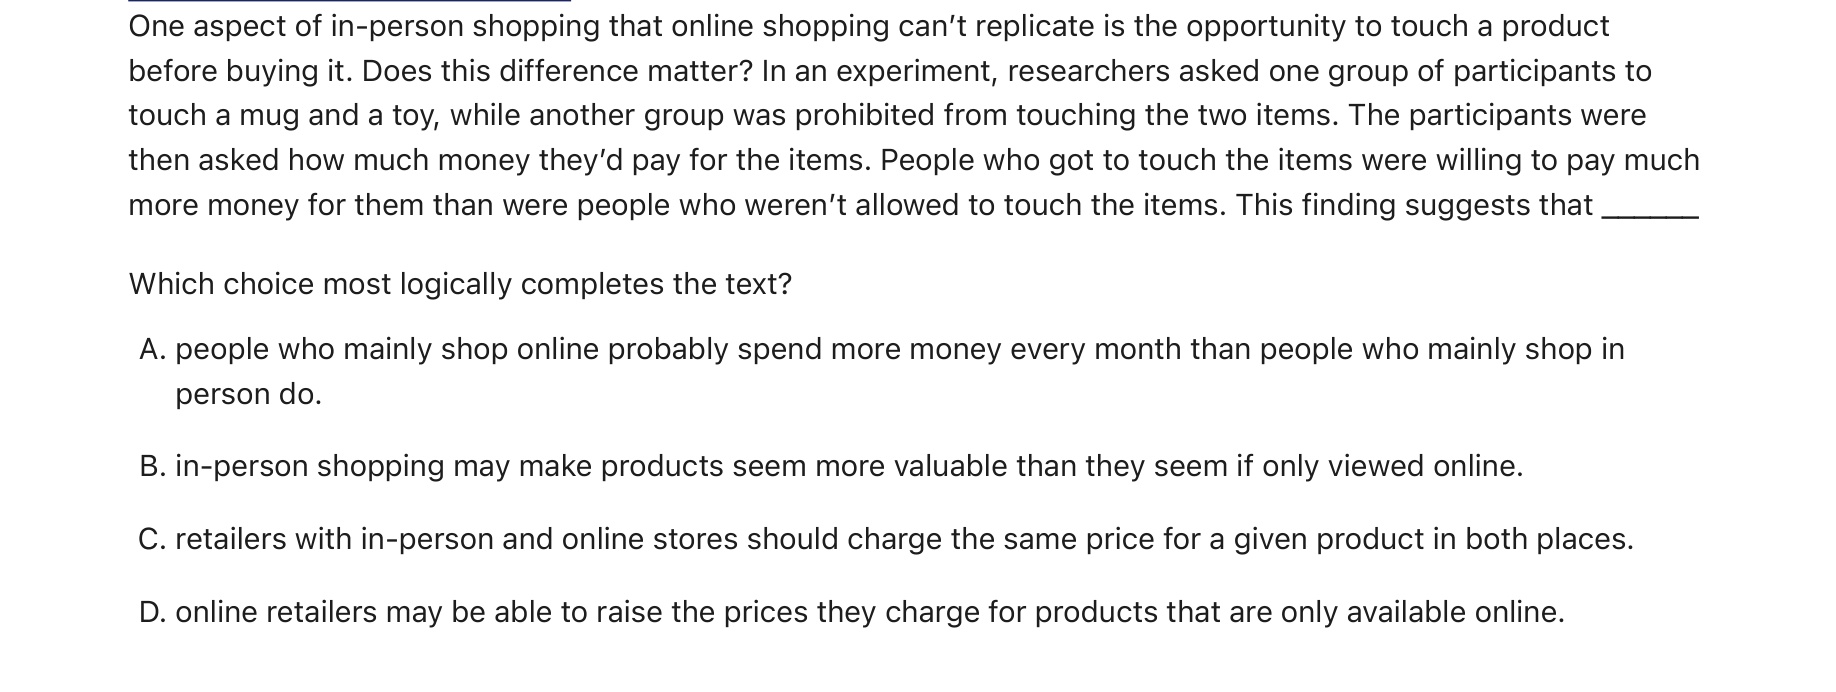 One aspect of in-person shopping that online shopping can’t replicate is the opportunity to touch a product
before buying it. Does this difference matter? In an experiment, researchers asked one group of participants to
touch a mug and a toy, while another group was prohibited from touching the two items. The participants were
then asked how much money they’d pay for the items. People who got to touch the items were willing to pay much
more money for them than were people who weren’t allowed to touch the items. This finding suggests that ______
Which choice most logically completes the text?
A. people who mainly shop online probably spend more money every month than people who mainly shop in
person do.
B. in-person shopping may make products seem more valuable than they seem if only viewed online.
C. retailers with in-person and online stores should charge the same price for a given product in both places.
D. online retailers may be able to raise the prices they charge for products that are only available online.